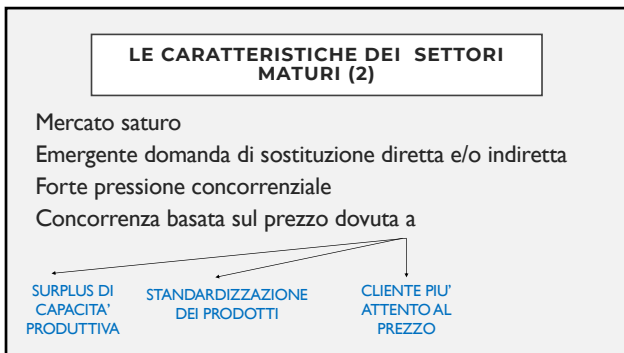 LE CARATTERISTICHE DEI SETTORI
MATURI (2)
Mercato saturo
Emergente domanda di sostituzione diretta e/o indiretta
Forte pressione concorrenziale
Concorrenza basata sul prezzo dovuta a
SURPLUS DI
CAPACITA'
PRODUTTIVA
STANDARDIZZAZIONE
DEI PRODOTTI
CLIENTE PIU'
ATTENTO AL
PREZZO